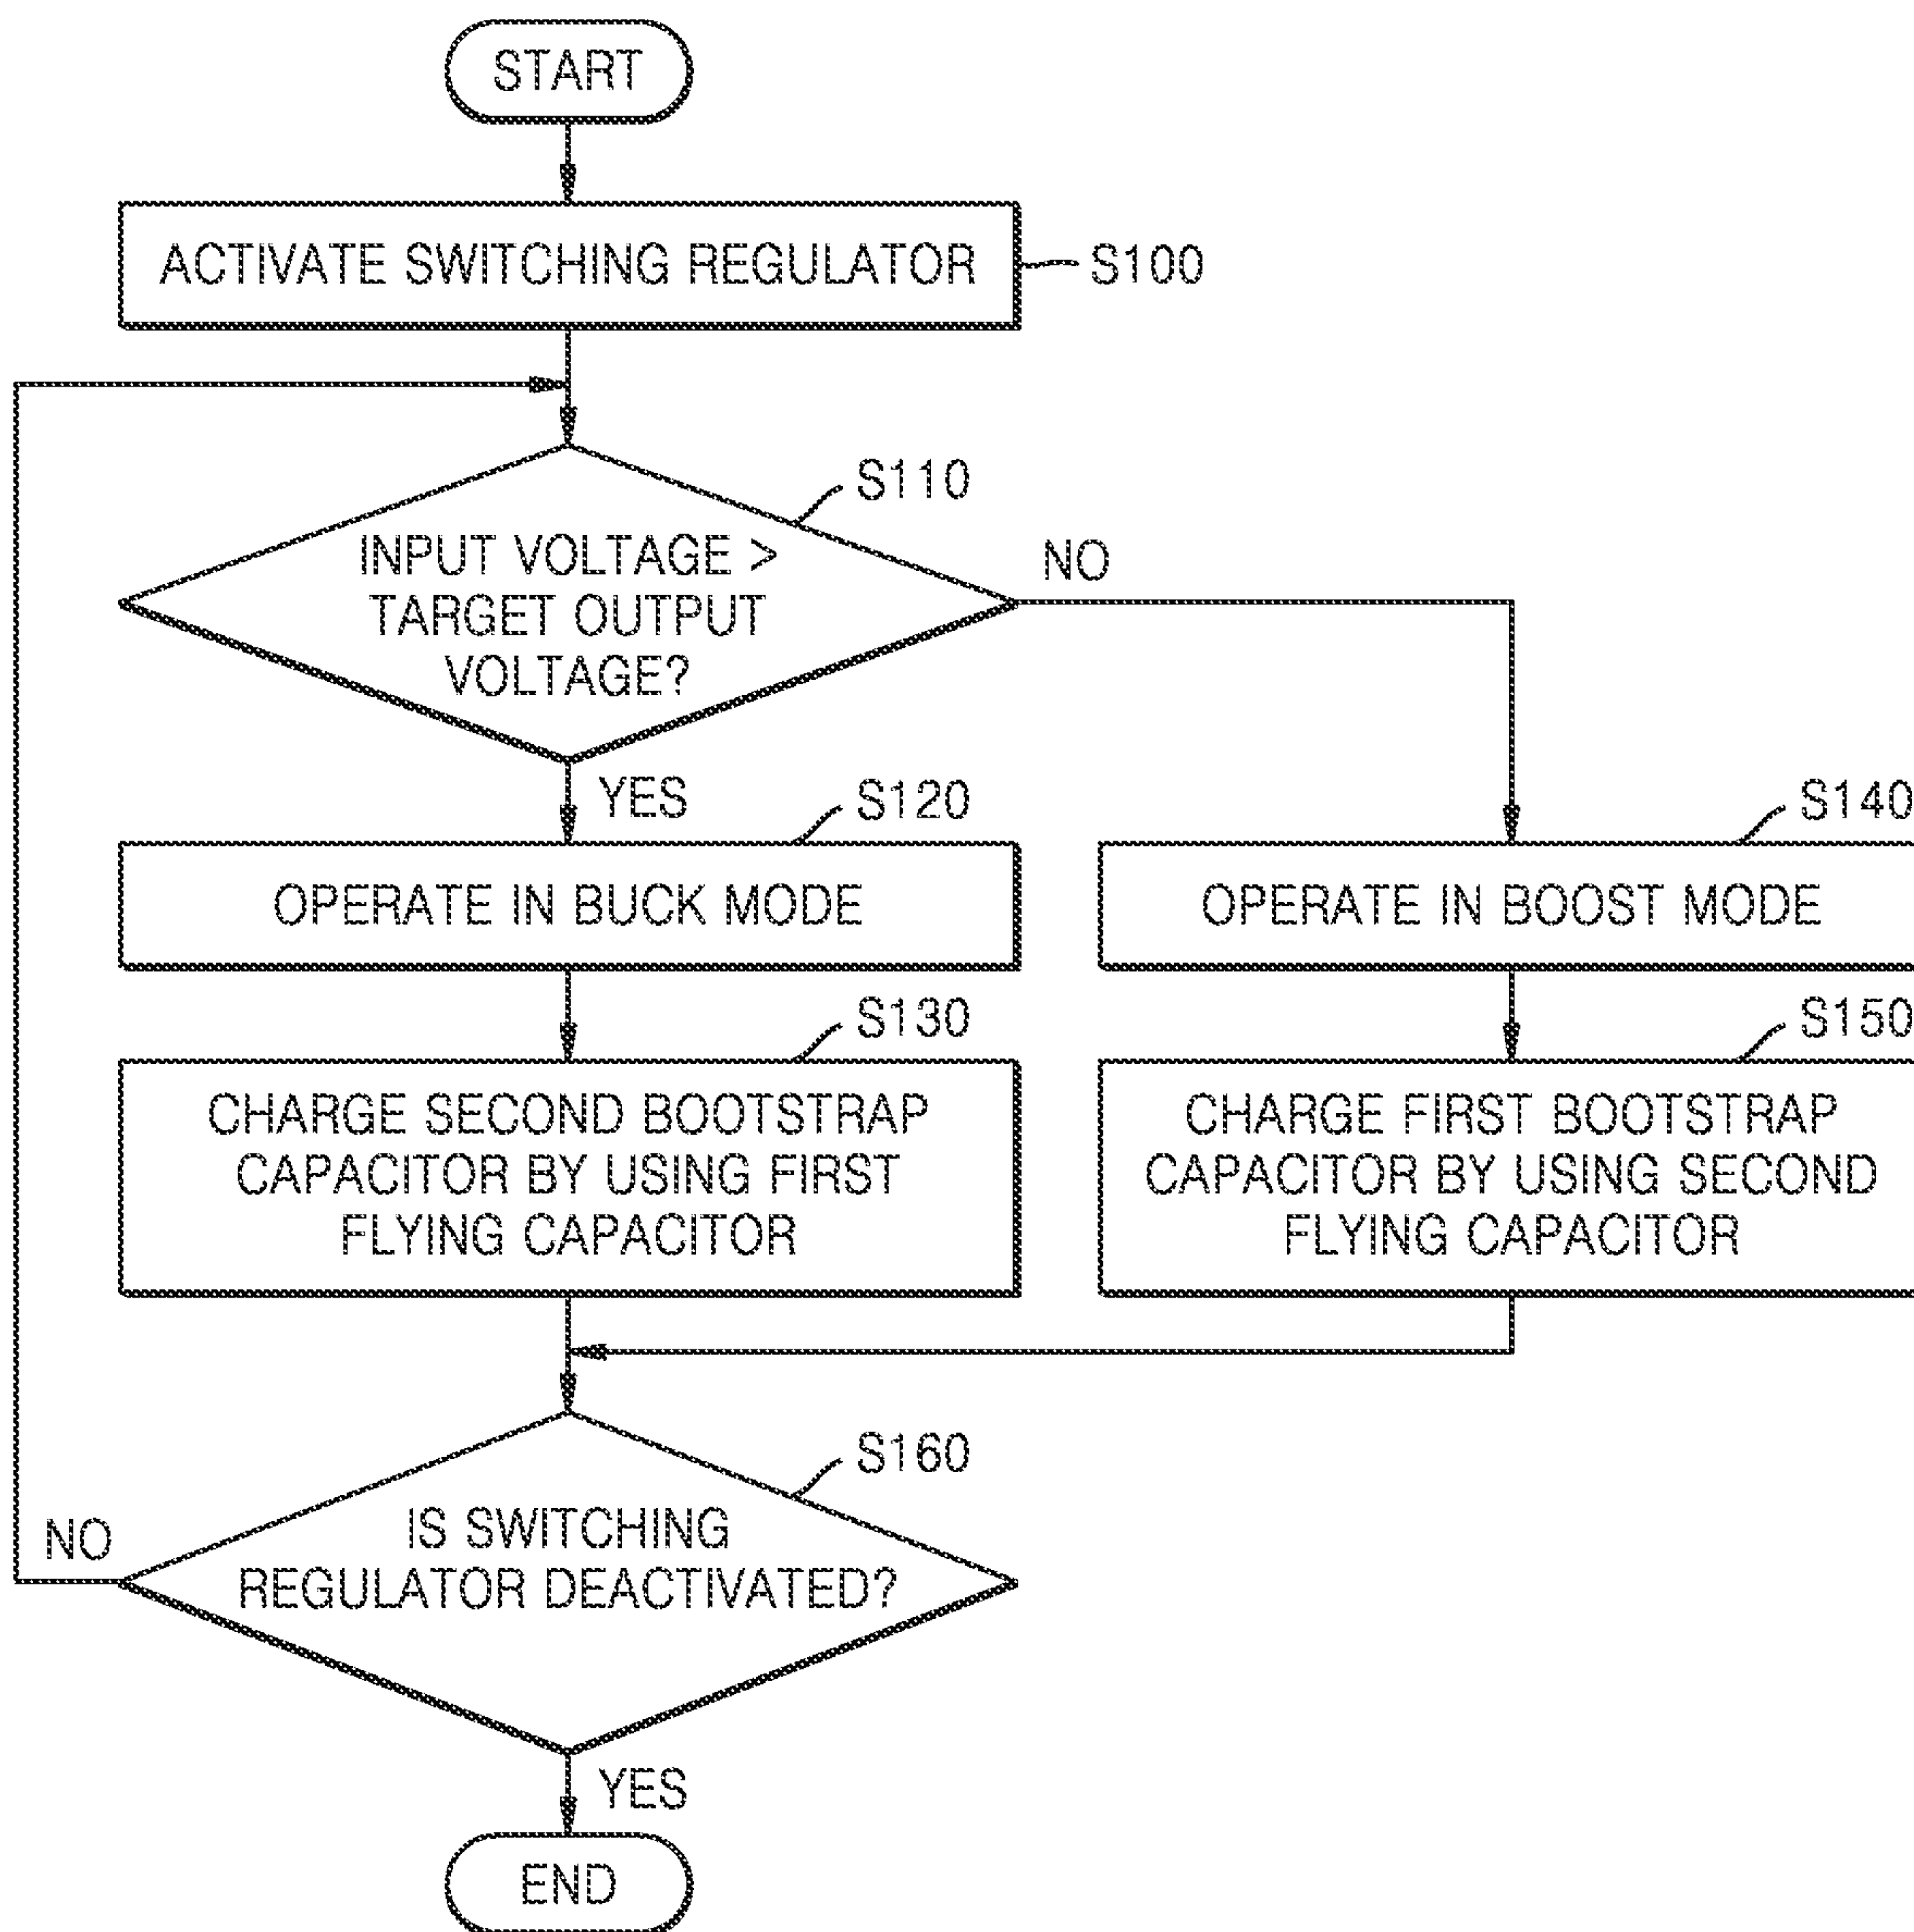 START
ACTIVATE SWITCHING REGULATOR
S100
S110
INPUT VOLTAGE >
TARGET OUTPUT
VOLTAGE?
NO
YES
S120
OPERATE IN BUCK MODE
S140
OPERATE IN BOOST MODE
S130
CHARGE SECOND BOOTSTRAP
CAPACITOR BY USING FIRST
FLYING CAPACITOR
S150
CHARGE FIRST BOOTSTRAP
CAPACITOR BY USING SECOND
FLYING CAPACITOR
S160
IS SWITCHING
REGULATOR DEACTIVATED?
NO
YES
END